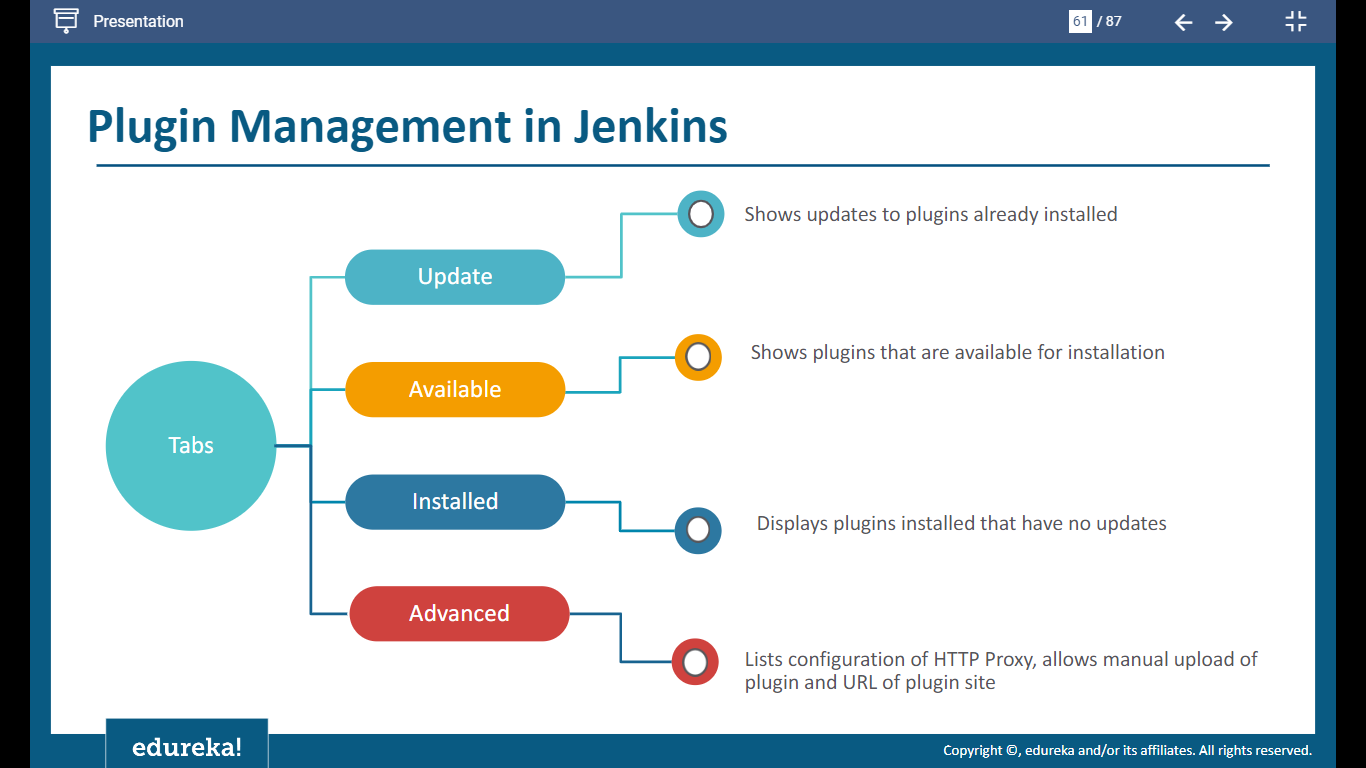 Presentation
61 / 87
Plugin Management in Jenkins
Tabs
Update
Shows updates to plugins already installed
Available
Shows plugins that are available for installation
Installed
Displays plugins installed that have no updates
Advanced
Lists configuration of HTTP Proxy, allows manual upload of
plugin and URL of plugin site
edureka!
Copyright ©, edureka and/or its affiliates. All rights reserved.